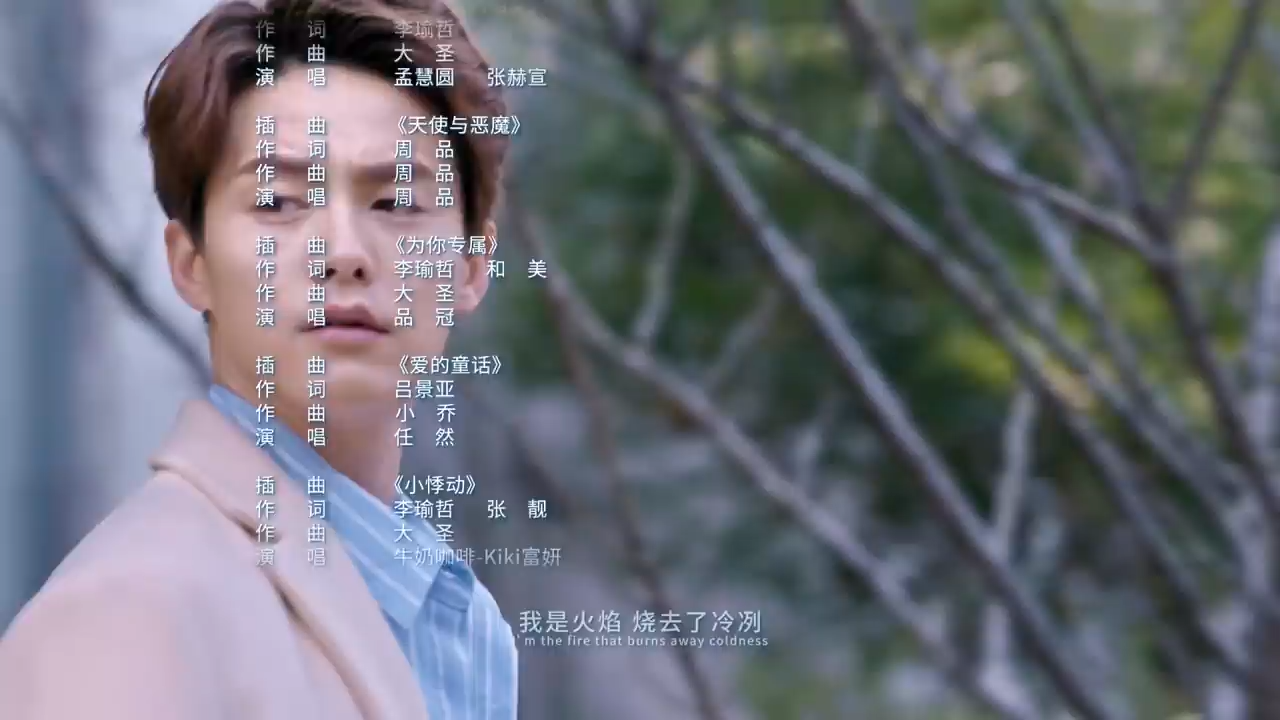 作 词 李瑜哲
作 曲 大 圣
演 唱 孟慧圆 张赫宣
插 曲 《天使与恶魔》
作 词 周 品
作 曲 周 品
演 唱 周 品
插 曲 《为你专属》
作 词 李瑜哲 和 美
作 曲 大 圣
演 唱 品 冠
插 曲 《爱的童话》
作 词 吕景亚
作 曲 小 乔
演 唱 任 然
插 曲 《小悸动》
作 词 李瑜哲 张 靓
作 曲 大 圣
演 唱 牛奶咖啡-Kiki富妍
我是火焰 烧去了冷冽
I'm the fire that burns away coldness